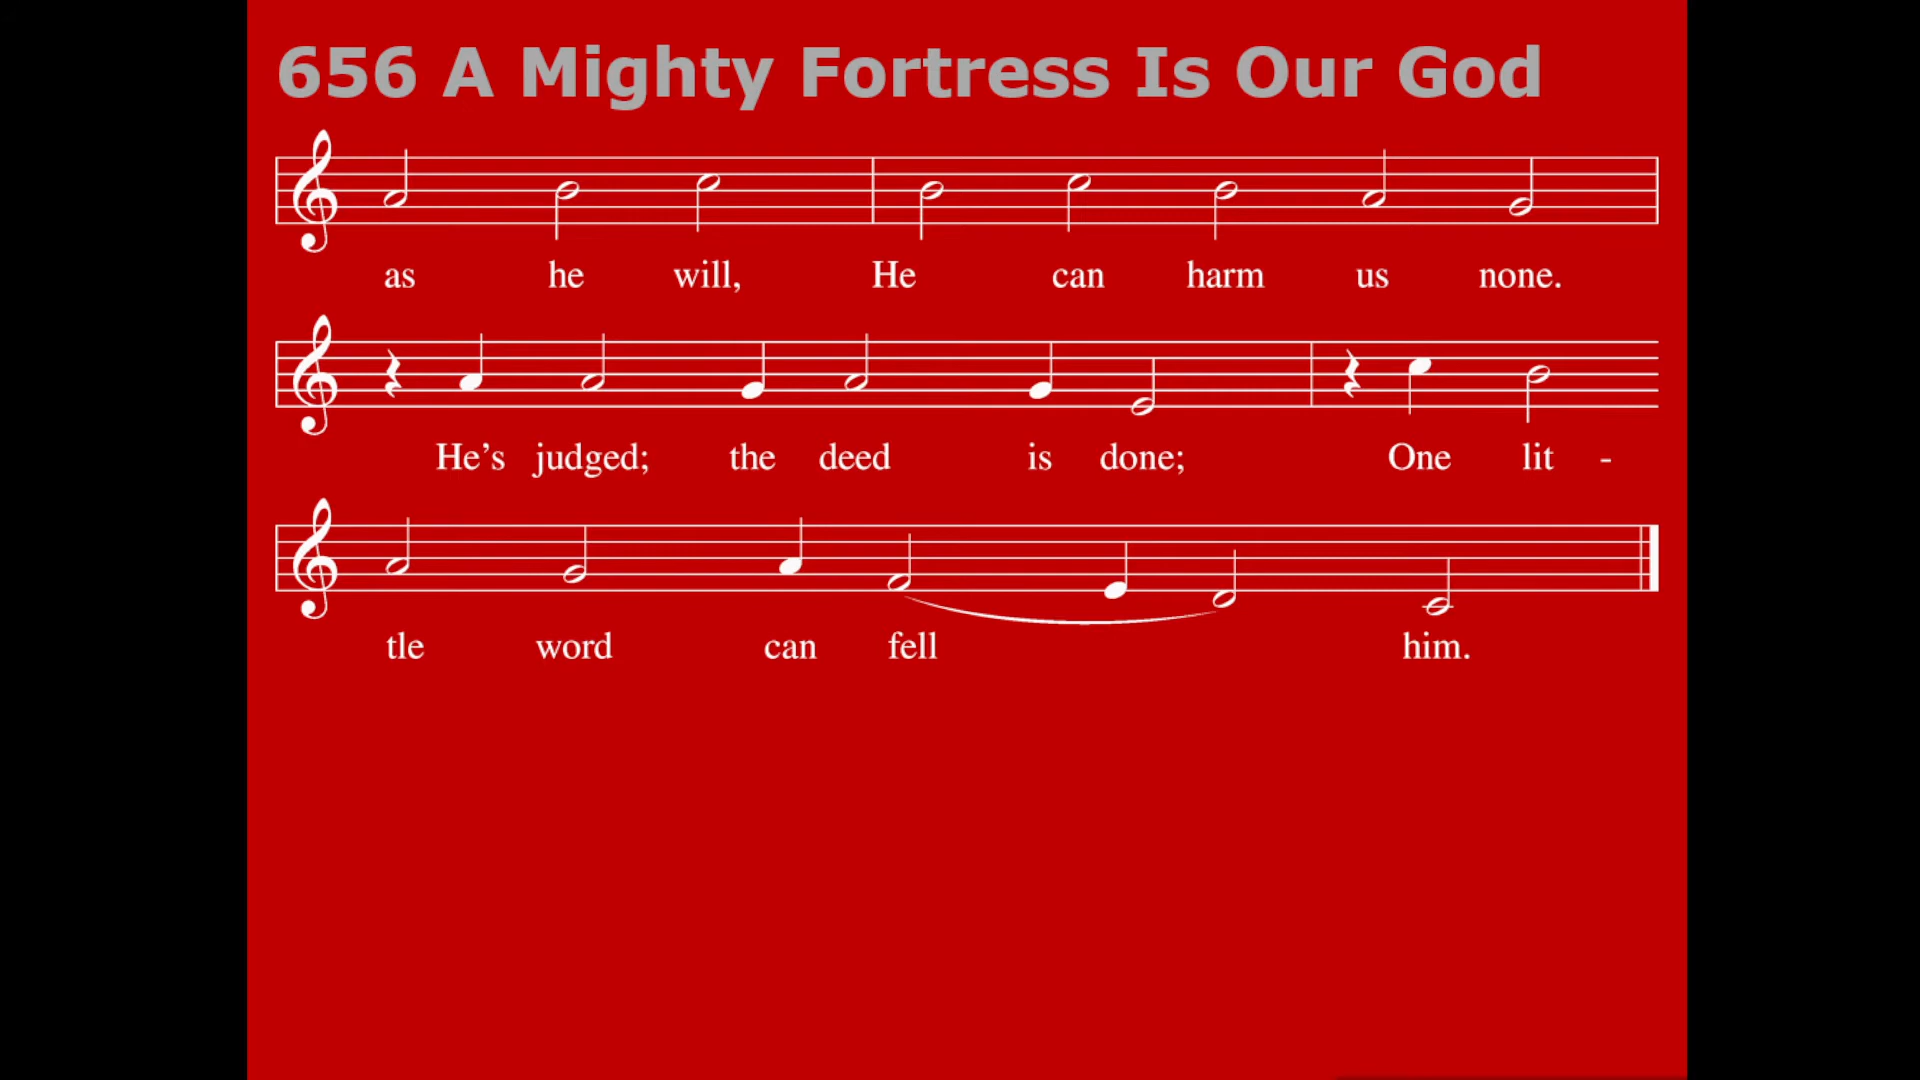 656 A Mighty Fortress Is Our God
as he will, He can harm us none.
He’s judged; the deed is done; One lit -
tle word can fell him.